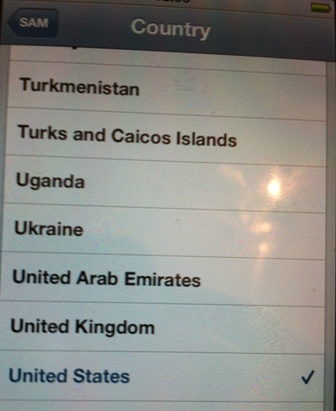 SAM
Country
Turkmenistan
Turks and Caicos Islands
Uganda
Ukraine
United Arab Emirates
United Kingdom
United States